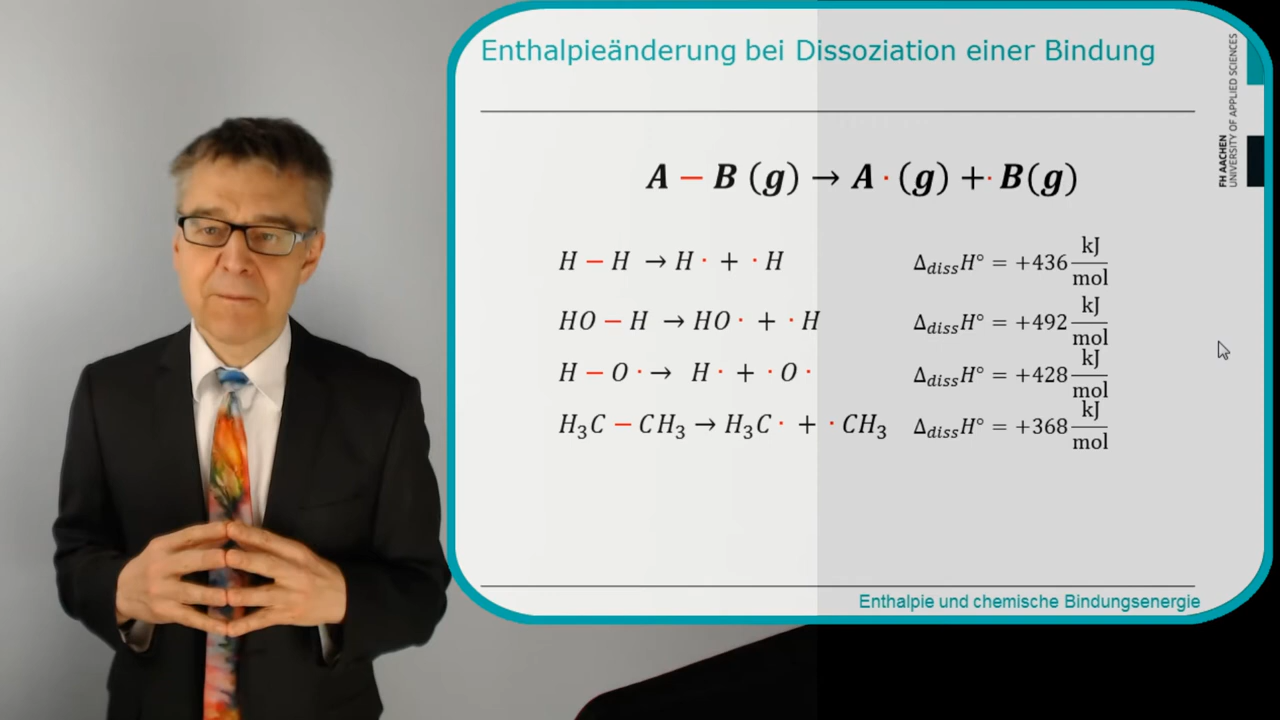 Enthalpieänderung bei Dissoziation einer Bindung
FH AACHEN
UNIVERSITY OF APPLIED SCIENCES
A − B (g) → A · (g) + · B(g)
H − H → H · + · H    Δ_diss H° = +436 kJ/mol
HO − H → HO · + · H    Δ_diss H° = +492 kJ/mol
H − O · → H · + · O ·    Δ_diss H° = +428 kJ/mol
H₃C − CH₃ → H₃C · + · CH₃    Δ_diss H° = +368 kJ/mol
Enthalpie und chemische Bindungsenergie